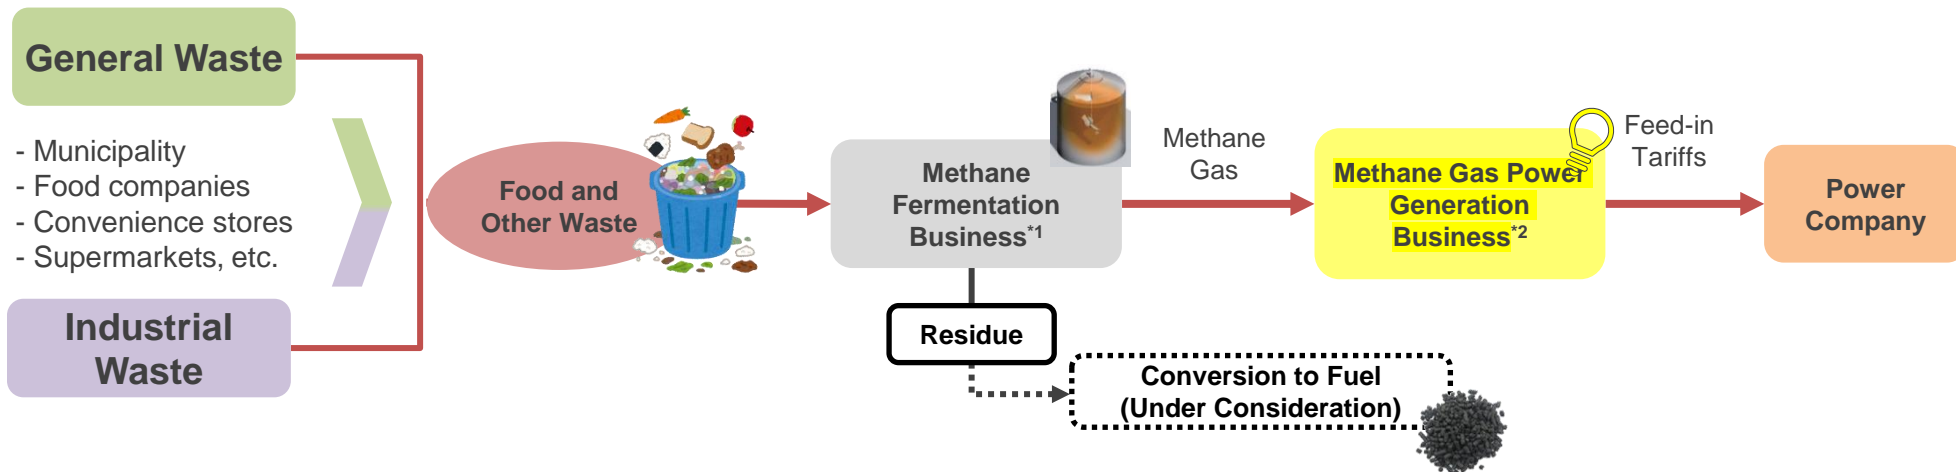 General Waste
- Municipality
- Food companies
- Convenience stores
- Supermarkets, etc.
Industrial
Waste
Food and
Other Waste
Methane
Fermentation
Business*1
Methane
Gas
Methane Gas Power
Generation
Business*2
Feed-in
Tariffs
Power
Company
Residue
Conversion to Fuel
(Under Consideration)